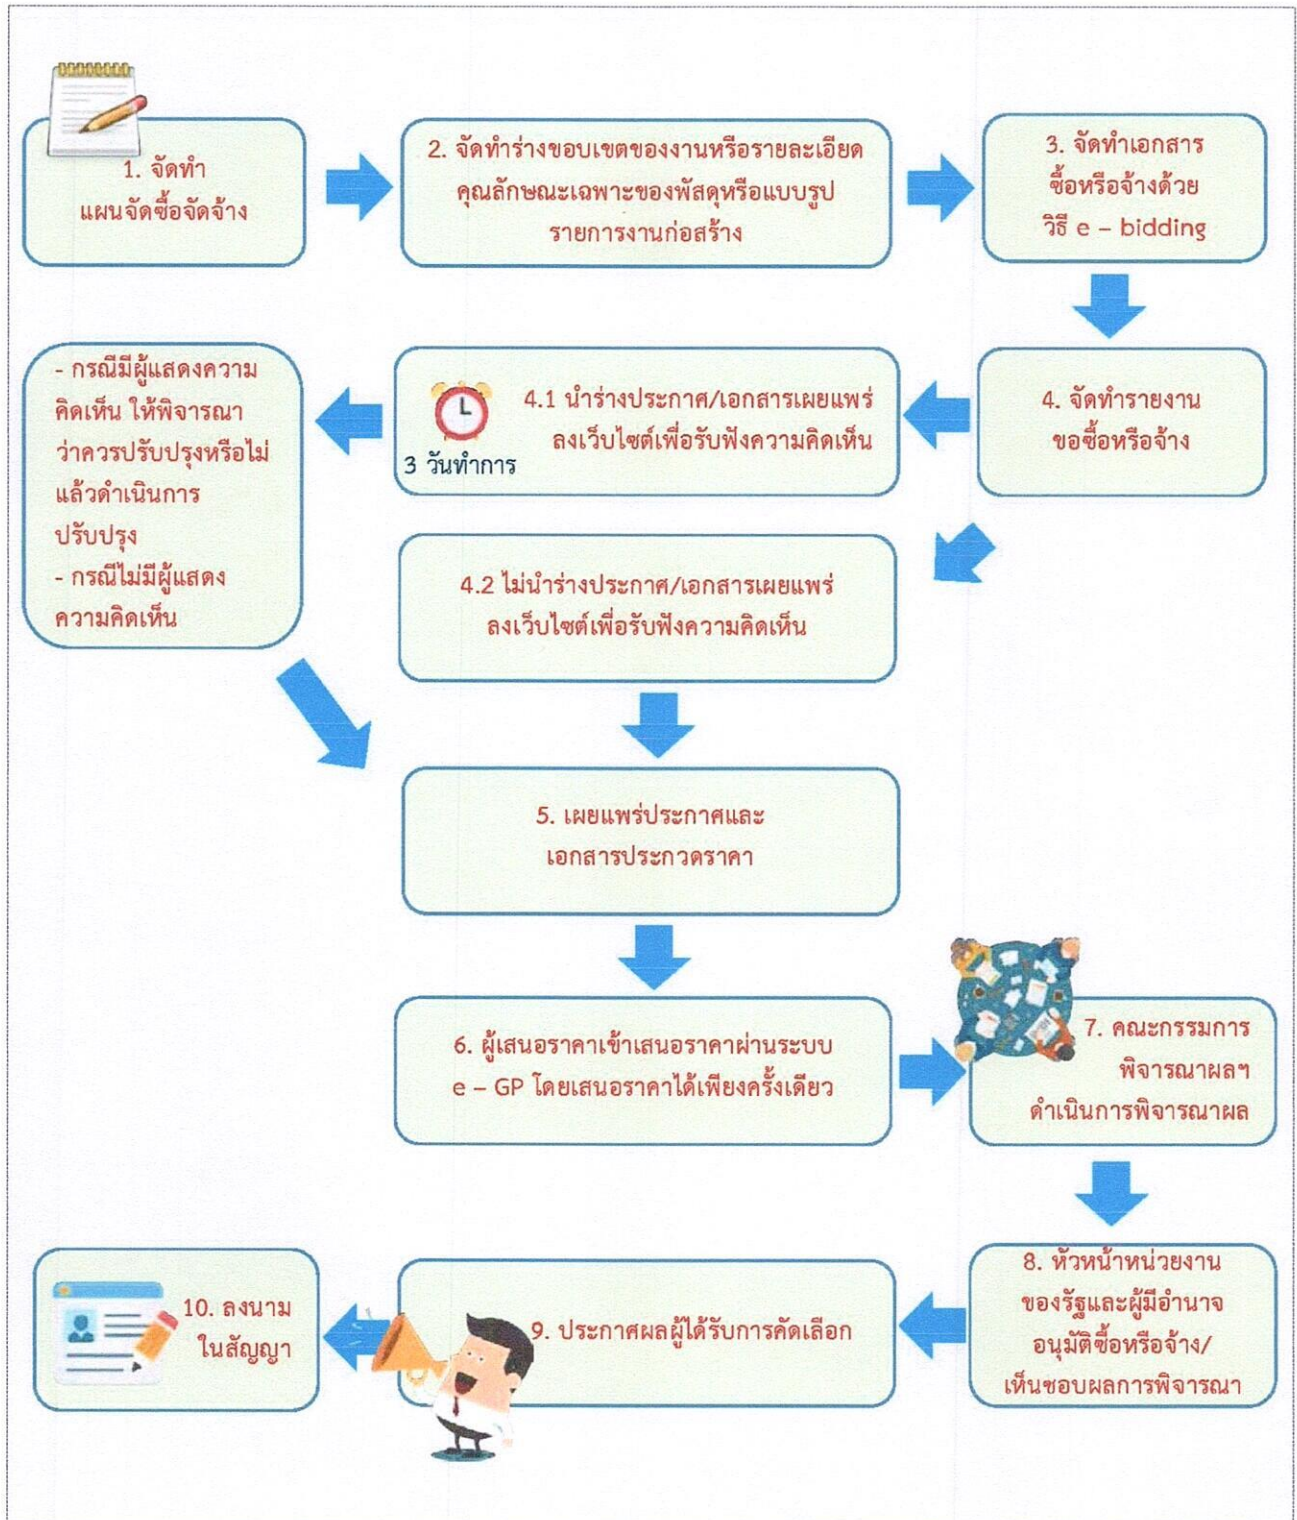 1. จัดทำ
แผนจัดซื้อจัดจ้าง
2. จัดทำร่างขอบเขตของงานหรือรายละเอียด
คุณลักษณะเฉพาะของพัสดุหรือแบบรูป
รายการงานก่อสร้าง
3. จัดทำเอกสาร
ซื้อหรือจ้างด้วย
วิธี e – bidding
4. จัดทำรายงาน
ขอซื้อหรือจ้าง
4.1 นำร่างประกาศ/เอกสารเผยแพร่
ลงเว็บไซต์เพื่อรับฟังความคิดเห็น
3 วันทำการ
- กรณีมีผู้แสดงความ
คิดเห็น ให้พิจารณา
ว่าควรปรับปรุงหรือไม่
แล้วดำเนินการ
ปรับปรุง
- กรณีไม่มีผู้แสดง
ความคิดเห็น
4.2 ไม่นำร่างประกาศ/เอกสารเผยแพร่
ลงเว็บไซต์เพื่อรับฟังความคิดเห็น
5. เผยแพร่ประกาศและ
เอกสารประกวดราคา
6. ผู้เสนอราคาเข้าเสนอราคาผ่านระบบ
e – GP โดยเสนอราคาได้เพียงครั้งเดียว
7. คณะกรรมการ
พิจารณาผลฯ
ดำเนินการพิจารณาผล
8. หัวหน้าหน่วยงาน
ของรัฐและผู้มีอำนาจ
อนุมัติซื้อหรือจ้าง/
เห็นชอบผลการพิจารณา
9. ประกาศผลผู้ได้รับการคัดเลือก
10. ลงนาม
ในสัญญา